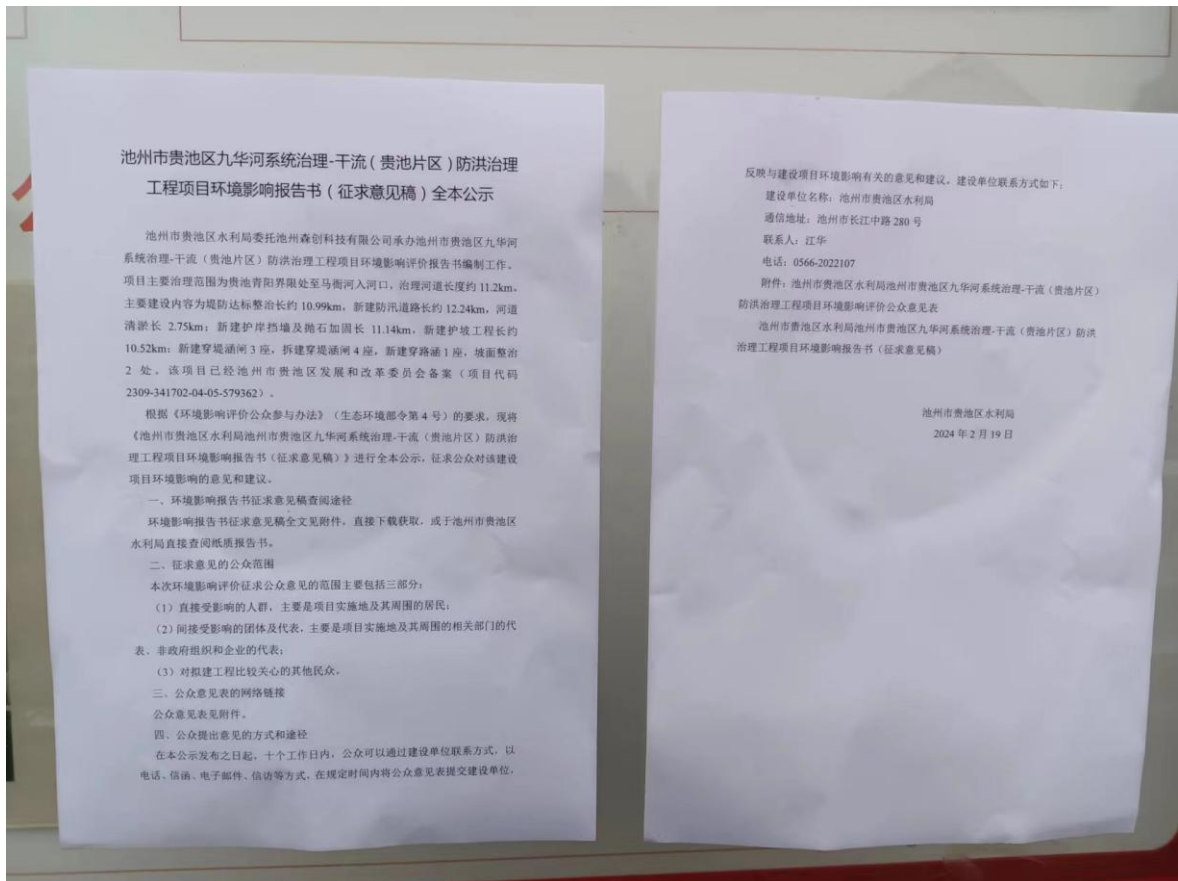 池州市贵池区九华河系统治理-干流（贵池片区）防洪治理
工程项目环境影响报告书（征求意见稿）全本公示
池州市贵池区水利局委托池州森创科技有限公司承办池州市贵池区九华河
系统治理-干流（贵池片区）防洪治理工程项目环境影响评价报告书编制工作。
项目主要治理范围为贵池青阳界限处至马衙河入河口，治理河道长度约 11.2km。
主要建设内容为堤防达标整治长约 10.99km，新建防汛道路长约 12.24km，河道
清淤长 2.75km；新建护岸挡墙及抛石加固长 11.14km，新建护坡工程长约
10.52km；新建穿堤涵闸 3 座，拆建穿堤涵闸 4 座，新建穿路涵 1 座，坡面整治
2 处。该项目已经池州市贵池区发展和改革委员会备案（项目代码
2309-341702-04-05-579362）。
根据《环境影响评价公众参与办法》（生态环境部令第 4 号）的要求，现将
《池州市贵池区水利局池州市贵池区九华河系统治理-干流（贵池片区）防洪治
理工程项目环境影响报告书（征求意见稿）》进行全本公示，征求公众对该建设
项目环境影响的意见和建议。
一、环境影响报告书征求意见稿查阅途径
环境影响报告书征求意见稿全文见附件，直接下载获取，或于池州市贵池区
水利局直接查阅纸质报告书。
二、征求意见的公众范围
本次环境影响评价征求公众意见的范围主要包括三部分：
（1）直接受影响的人群，主要是项目实施地及其周围的居民；
（2）间接受影响的团体及代表，主要是项目实施地及其周围的相关部门的代
表、非政府组织和企业的代表；
（3）对拟建工程比较关心的其他民众。
三、公众意见表的网络链接
公众意见表见附件。
四、公众提出意见的方式和途径
在本公示发布之日起，十个工作日内，公众可以通过建设单位联系方式，以
电话、信函、电子邮件、信访等方式，在规定时间内将公众意见表提交建设单位，
反映与建设项目环境影响有关的意见和建议，建设单位联系方式如下：
建设单位名称：池州市贵池区水利局
通信地址：池州市长江中路 280 号
联系人：江华
电话：0566-2022107
附件：池州市贵池区水利局池州市贵池区九华河系统治理-干流（贵池片区）
防洪治理工程项目环境影响评价公众意见表
池州市贵池区水利局池州市贵池区九华河系统治理-干流（贵池片区）防洪
治理工程项目环境影响报告书（征求意见稿）
池州市贵池区水利局
2024 年 2 月 19 日